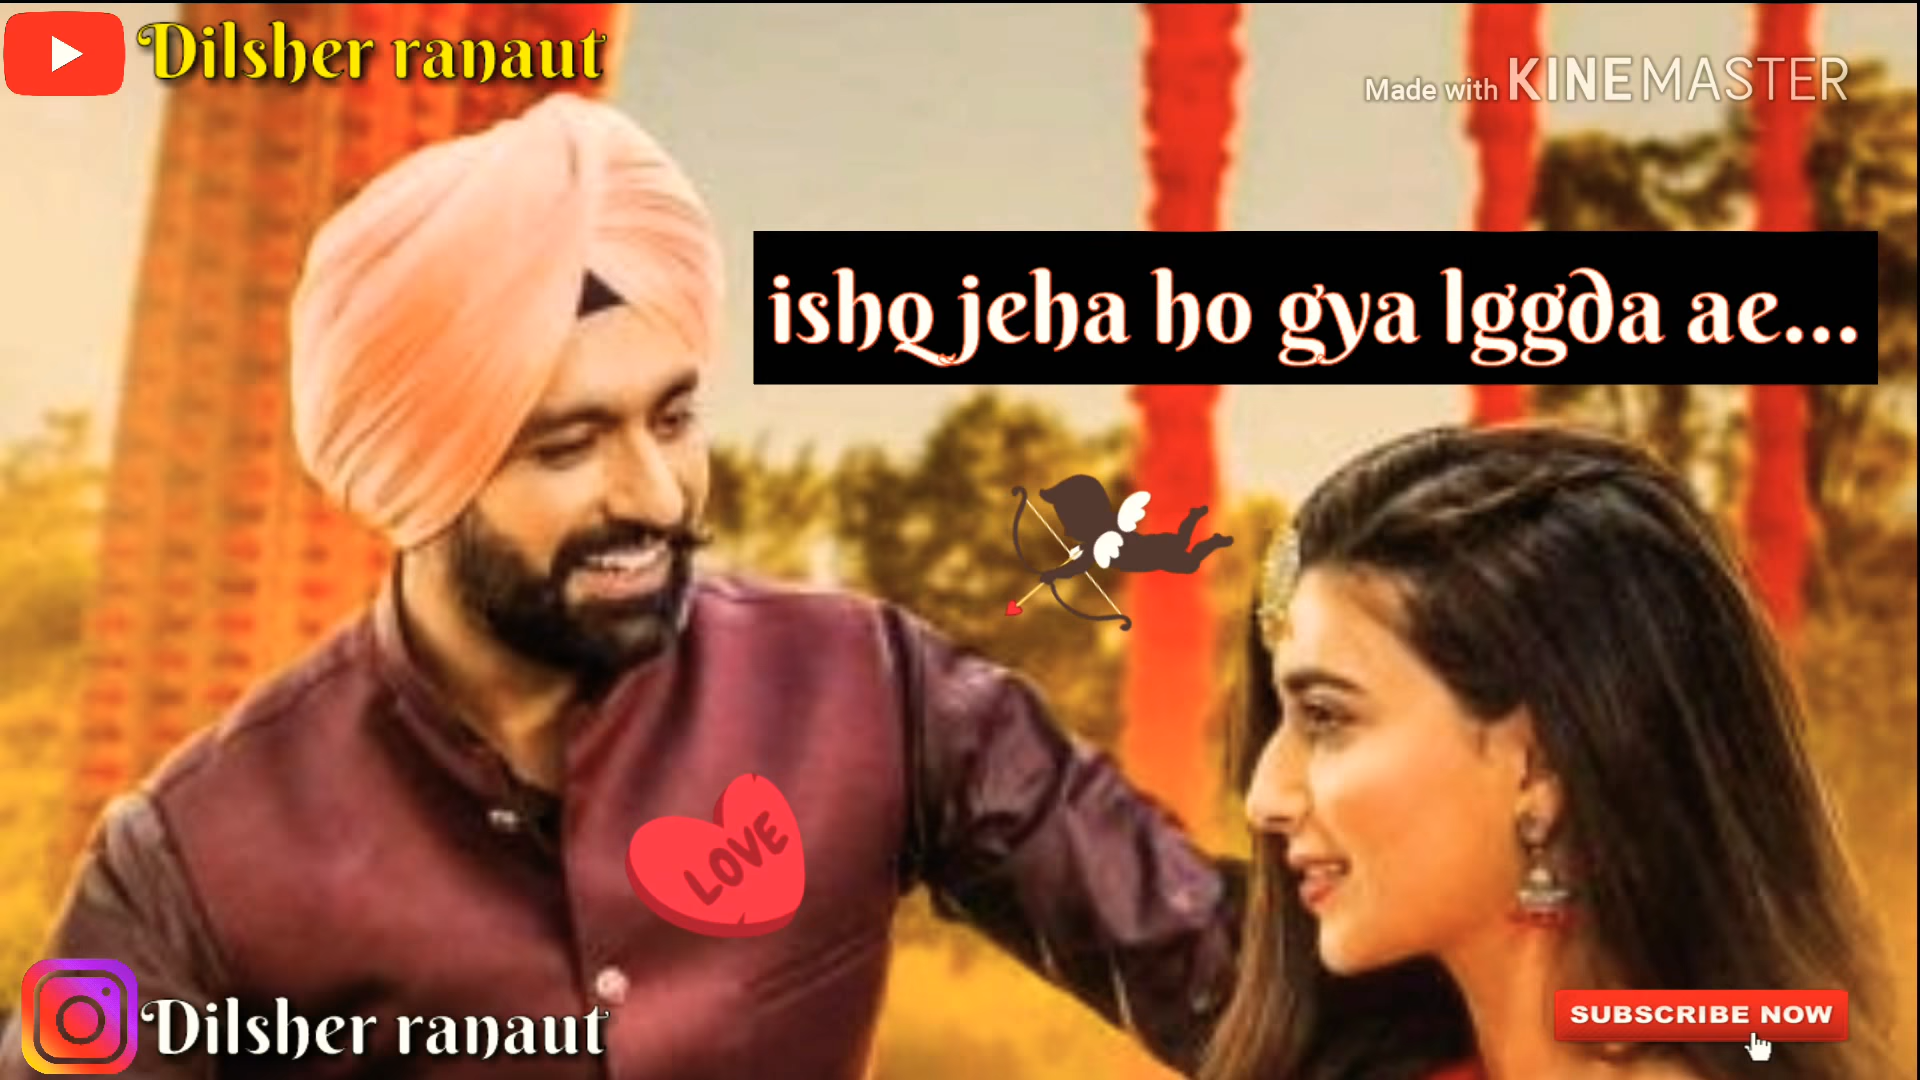 Dilsher ranaut
Made with KINEMASTER
ishq jeha ho gya lggda ae...
LOVE
Dilsher ranaut
SUBSCRIBE NOW